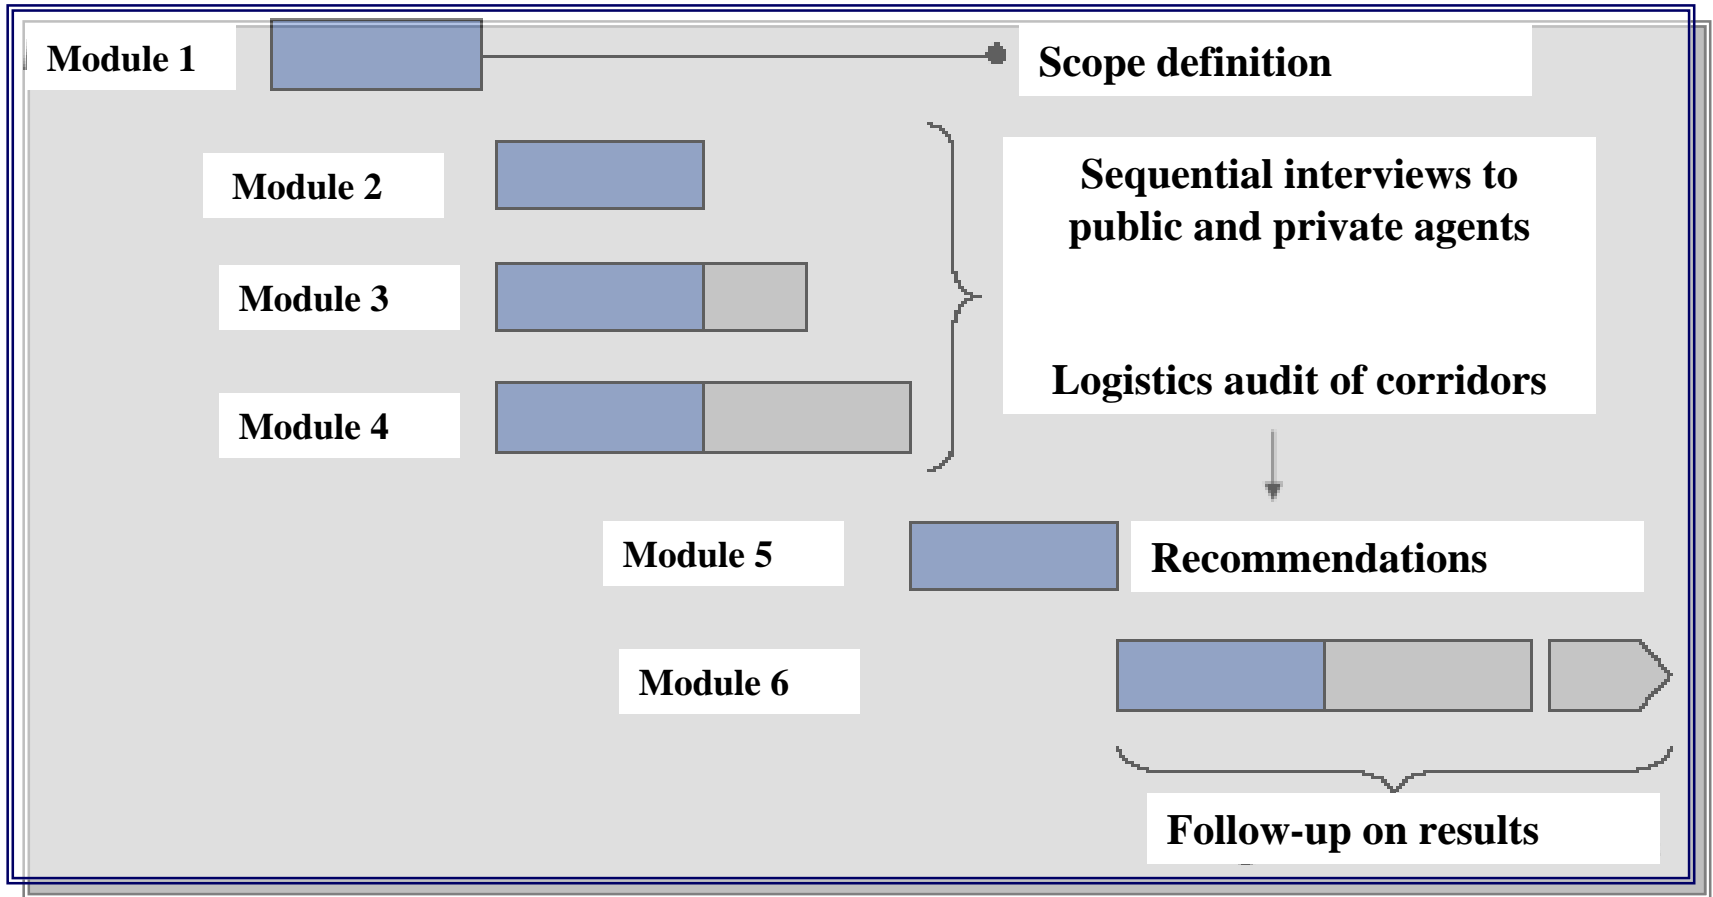 Module 1
Scope definition
Module 2
Sequential interviews to
public and private agents
Module 3
Logistics audit of corridors
Module 4
Module 5
Recommendations
Module 6
Follow-up on results